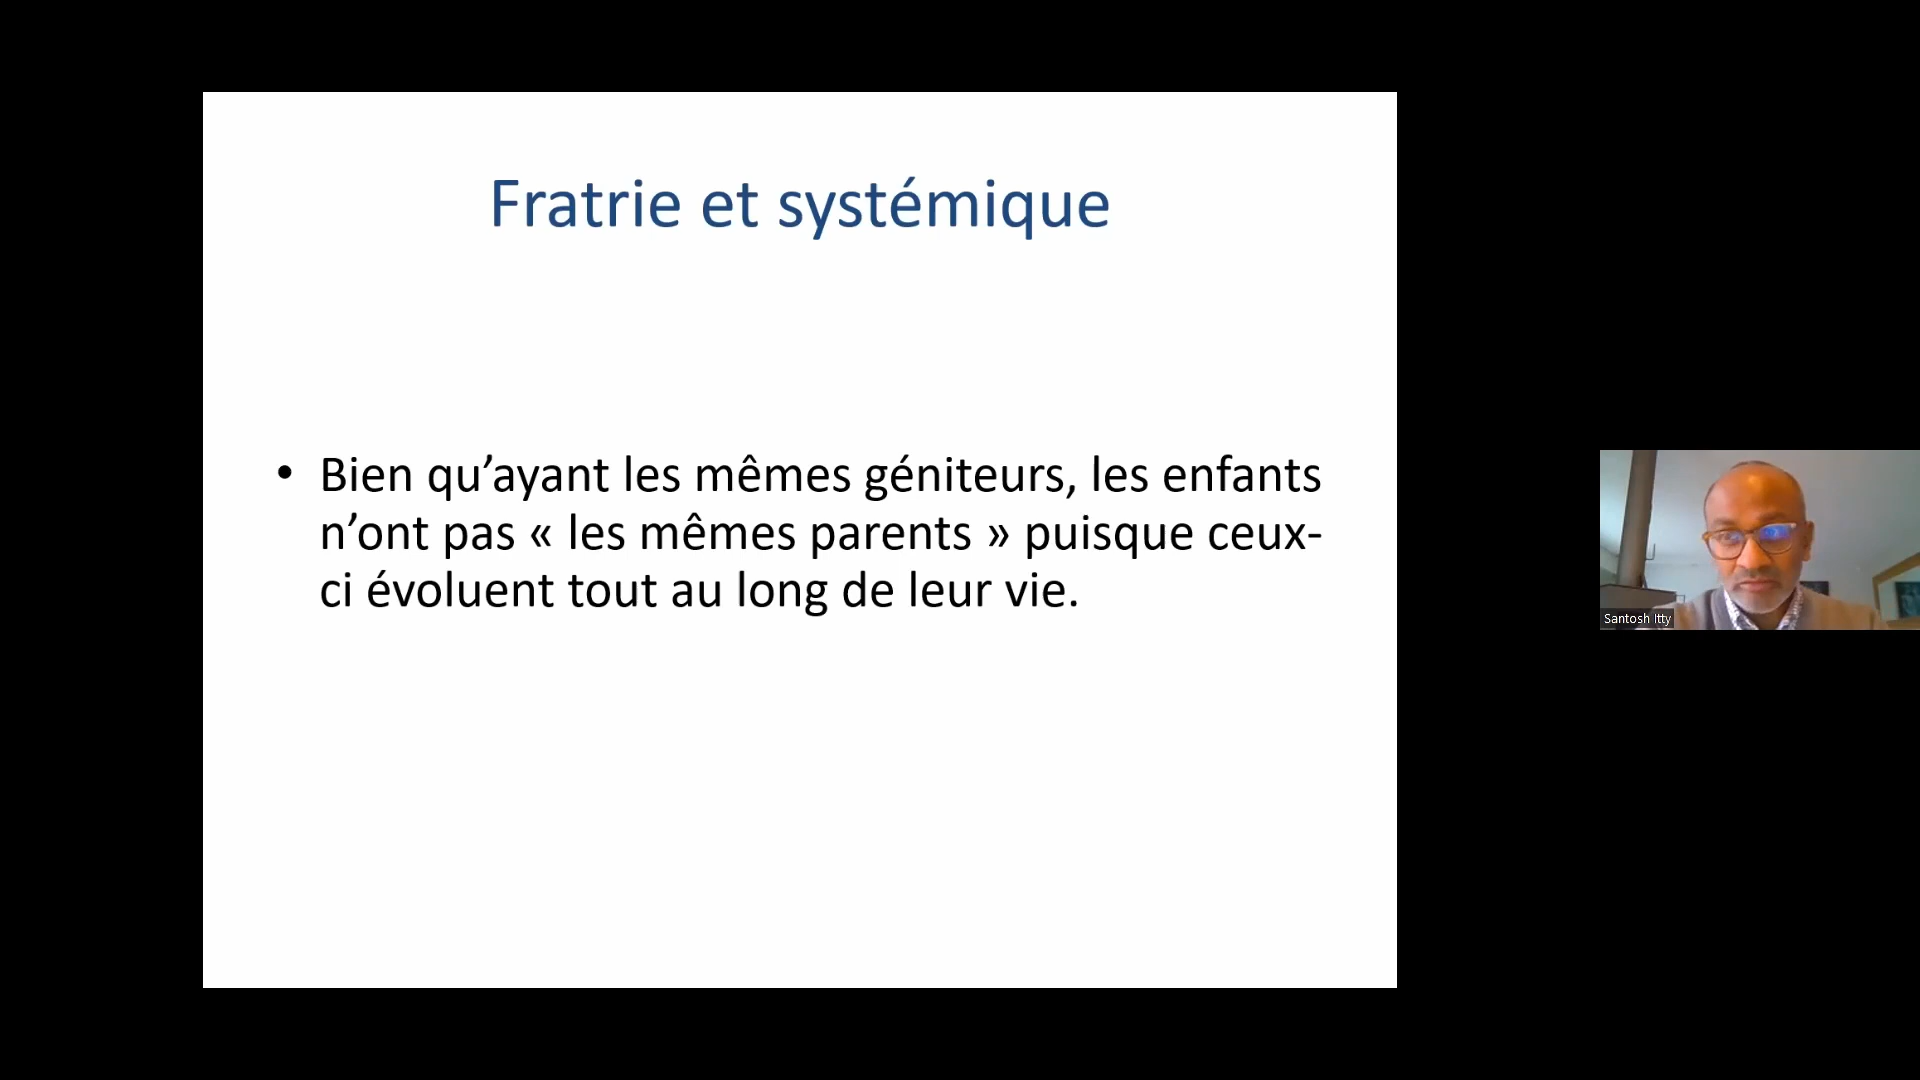 Fratrie et systémique
• Bien qu’ayant les mêmes géniteurs, les enfants
n’ont pas « les mêmes parents » puisque ceux-
ci évoluent tout au long de leur vie.
Santosh Itty